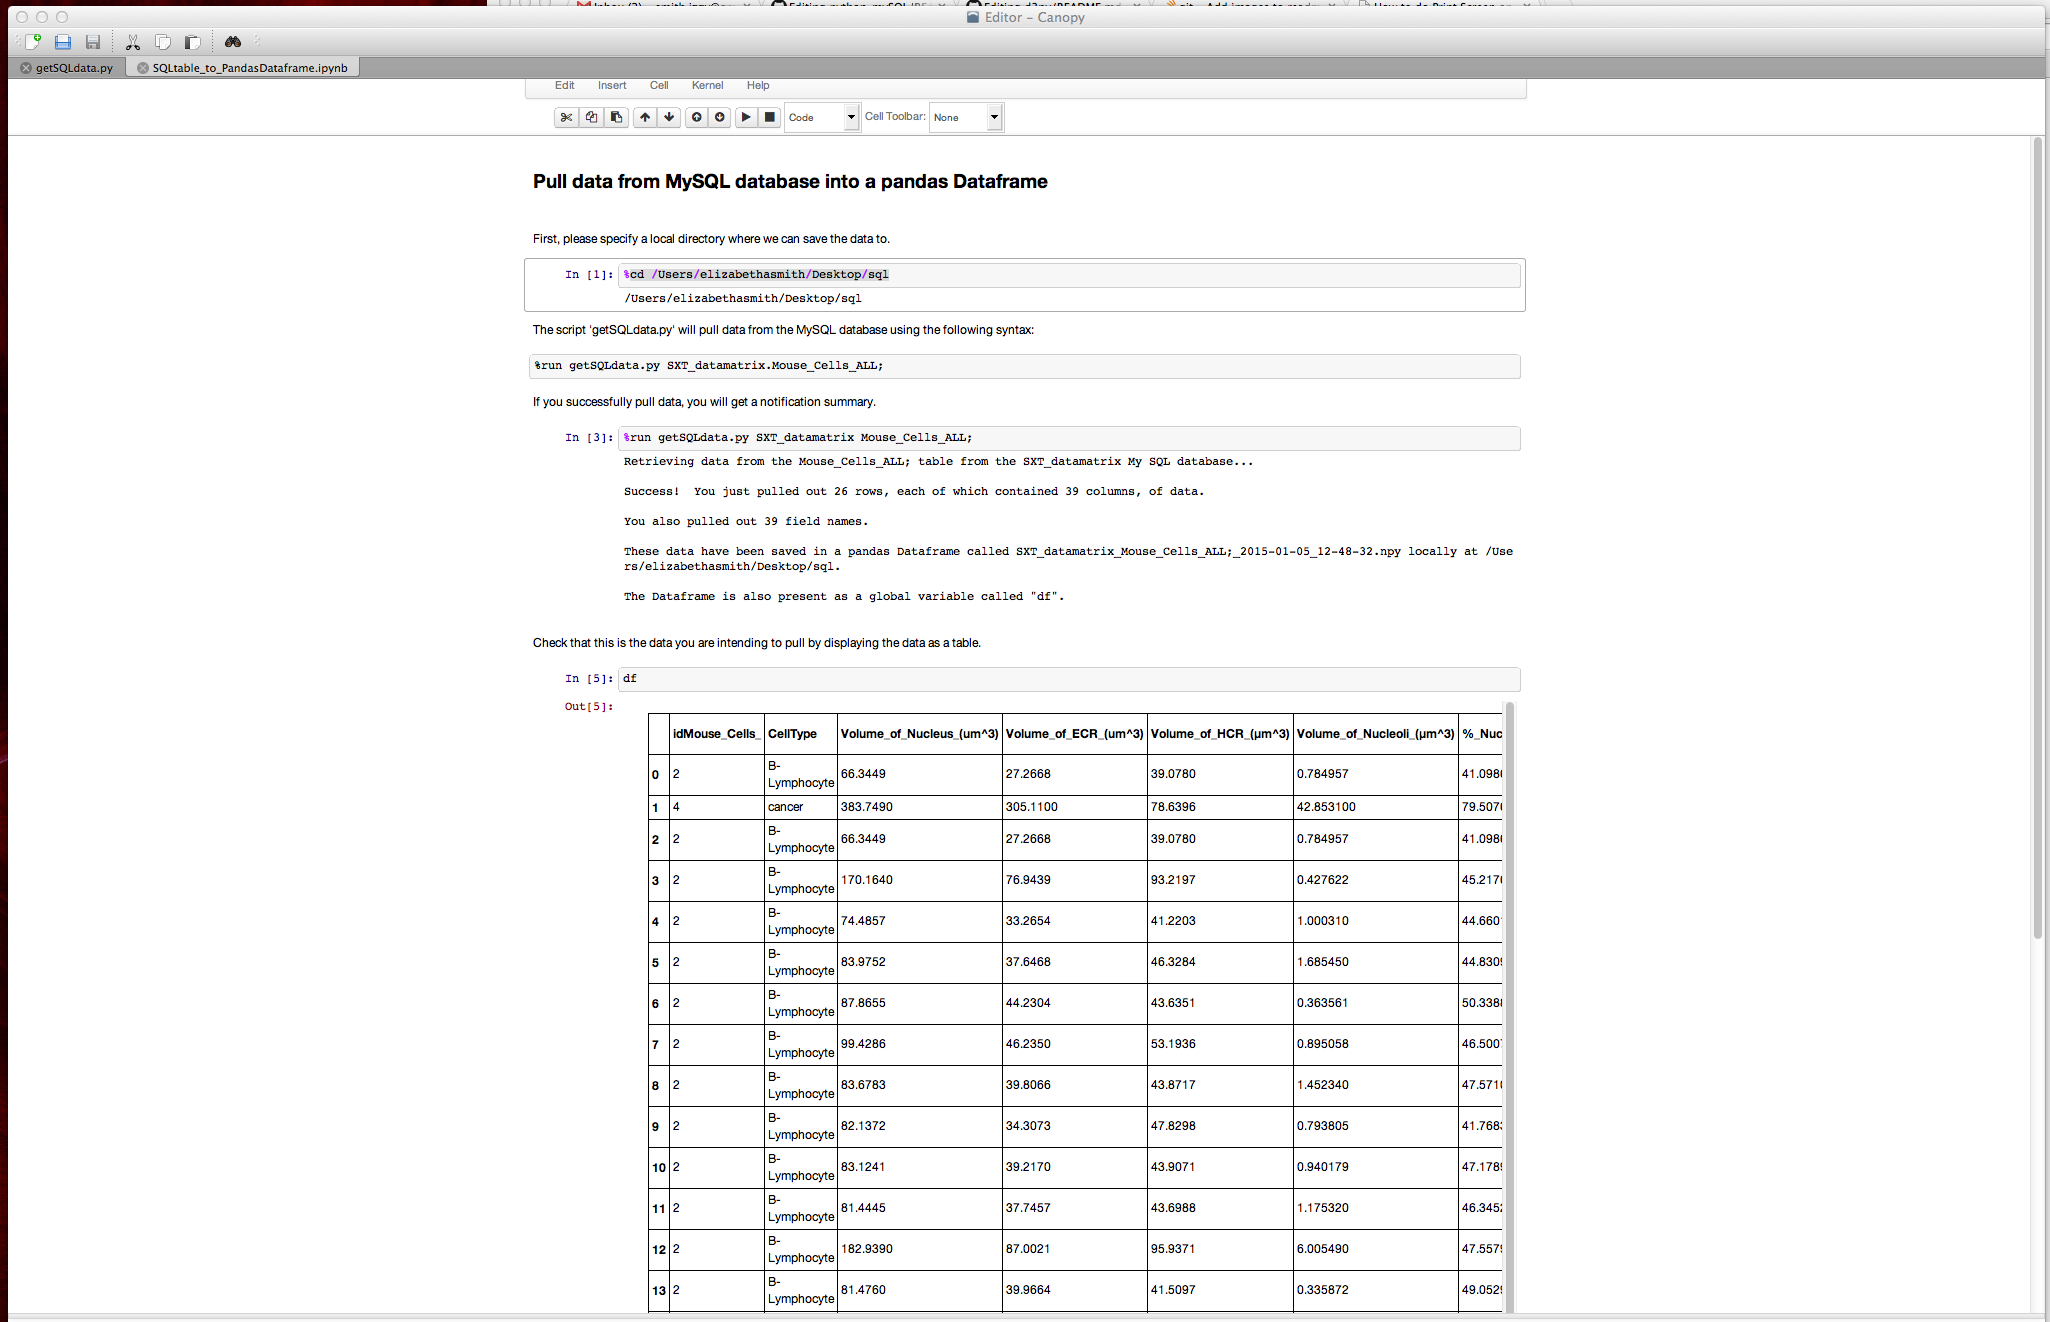 Editor – Canopy
getSQLdata.py
SQLtable_to_PandasDataframe.ipynb
Edit Insert Cell Kernel Help
Code Cell Toolbar: None
Pull data from MySQL database into a pandas Dataframe
First, please specify a local directory where we can save the data to.
In [1]: %cd /Users/elizabethasmith/Desktop/sql
/Users/elizabethasmith/Desktop/sql
The script 'getSQLdata.py' will pull data from the MySQL database using the following syntax:
%run getSQLdata.py SXT_datamatrix.Mouse_Cells_ALL;
If you successfully pull data, you will get a notification summary.
In [3]: %run getSQLdata.py SXT_datamatrix Mouse_Cells_ALL;
Retrieving data from the Mouse_Cells_ALL; table from the SXT_datamatrix My SQL database...
Success!  You just pulled out 26 rows, each of which contained 39 columns, of data.
You also pulled out 39 field names.
These data have been saved in a pandas Dataframe called SXT_datamatrix_Mouse_Cells_ALL;_2015-01-05_12-48-32.npy locally at /Use
rs/elizabethasmith/Desktop/sql.
The Dataframe is also present as a global variable called "df".
Check that this is the data you are intending to pull by displaying the data as a table.
In [5]: df
Out[5]:
idMouse_Cells_ CellType Volume_of_Nucleus_(um^3) Volume_of_ECR_(um^3) Volume_of_HCR_(µm^3) Volume_of_Nucleoli_(µm^3) %_Nuc
0 2 B-Lymphocyte 66.3449 27.2668 39.0780 0.784957 41.098
1 4 cancer 383.7490 305.1100 78.6396 42.853100 79.507
2 2 B-Lymphocyte 66.3449 27.2668 39.0780 0.784957 41.098
3 2 B-Lymphocyte 170.1640 76.9439 93.2197 0.427622 45.217
4 2 B-Lymphocyte 74.4857 33.2654 41.2203 1.000310 44.660
5 2 B-Lymphocyte 83.9752 37.6468 46.3284 1.685450 44.830
6 2 B-Lymphocyte 87.8655 44.2304 43.6351 0.363561 50.338
7 2 B-Lymphocyte 99.4286 46.2350 53.1936 0.895058 46.500
8 2 B-Lymphocyte 83.6783 39.8066 43.8717 1.452340 47.571
9 2 B-Lymphocyte 82.1372 34.3073 47.8298 0.793805 41.768
10 2 B-Lymphocyte 83.1241 39.2170 43.9071 0.940179 47.178
11 2 B-Lymphocyte 81.4445 37.7457 43.6988 1.175320 46.345
12 2 B-Lymphocyte 182.9390 87.0021 95.9371 6.005490 47.557
13 2 B-Lymphocyte 81.4760 39.9664 41.5097 0.335872 49.052